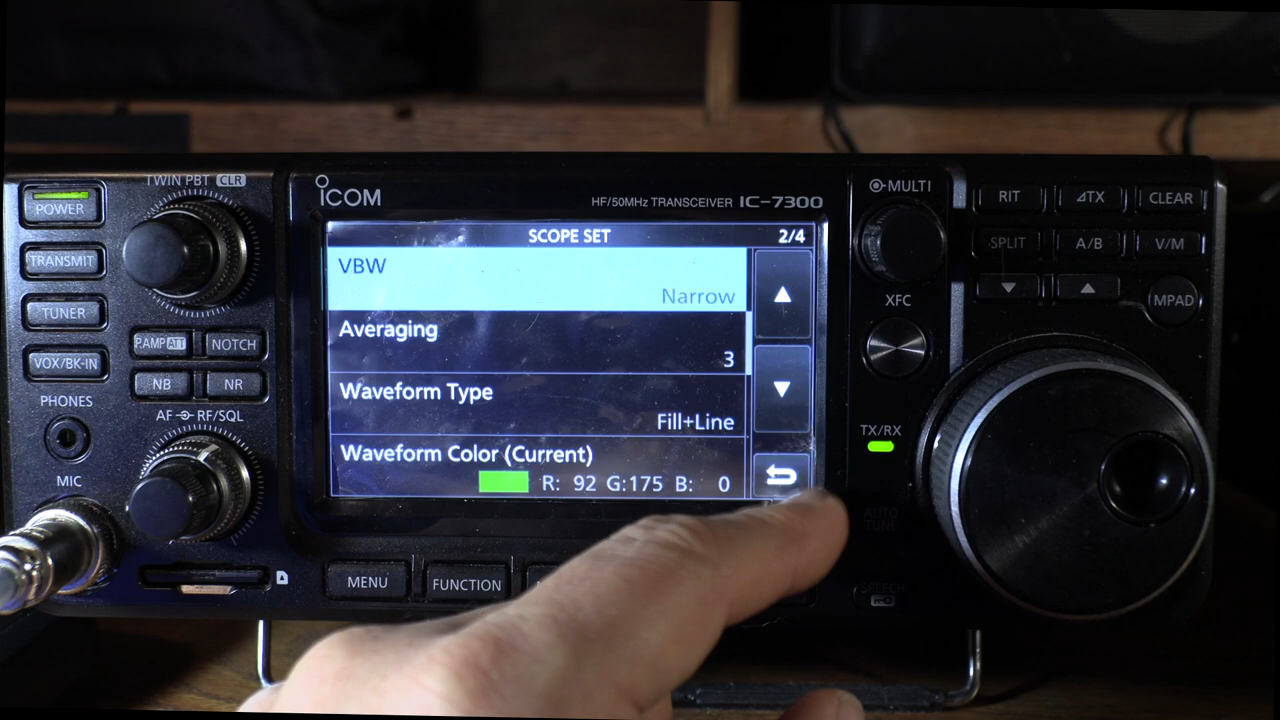 TWIN PBT CLR
POWER
TRANSMIT
TUNER
VOX/BK-IN
PHONES
MIC
P.AMP ATT
NOTCH
NB
NR
AF RF/SQL
ICOM
HF/50MHz TRANSCEIVER IC-7300
SCOPE SET 2/4
VBW
Narrow
Averaging
3
Waveform Type
Fill+Line
Waveform Color (Current)
R: 92 G:175 B: 0
MENU
FUNCTION
MULTI
XFC
TX/RX
AUTO
TUNE
SPEECH
RIT
⊿TX
CLEAR
SPLIT
A/B
V/M
MPAD